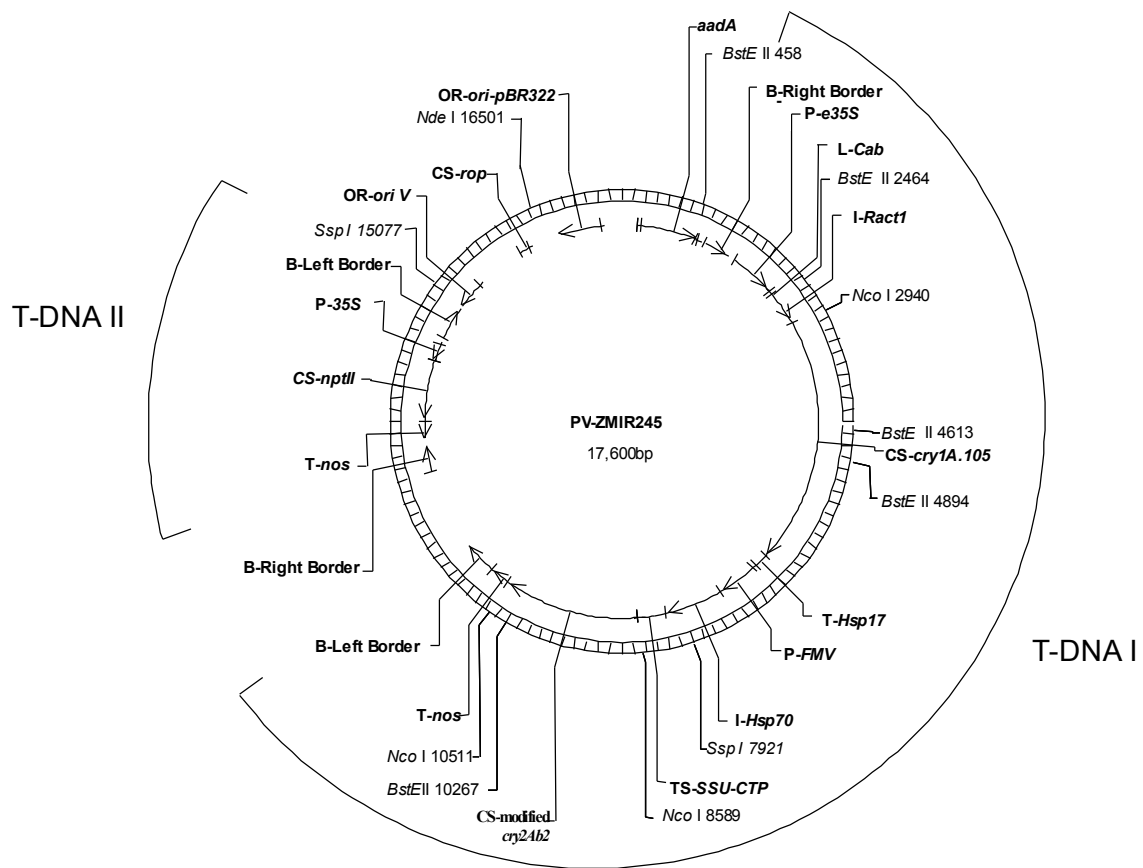 aadA
BstE II 458
B-Right Border
P-e35S
L-Cab
BstE II 2464
I-Ract1
Nco I 2940
BstE II 4613
CS-cry1A.105
BstE II 4894
T-Hsp17
P-FMV
I-Hsp70
Ssp I 7921
TS-SSU-CTP
Nco I 8589
CS-modified
cry2Ab2
BstEII 10267
Nco I 10511
T-nos
B-Left Border
B-Right Border
T-nos
CS-nptII
P-35S
B-Left Border
Ssp I 15077
OR-ori V
CS-rop
Nde I 16501
OR-ori-pBR322
PV-ZMIR245
17,600bp
T-DNA II
T-DNA I